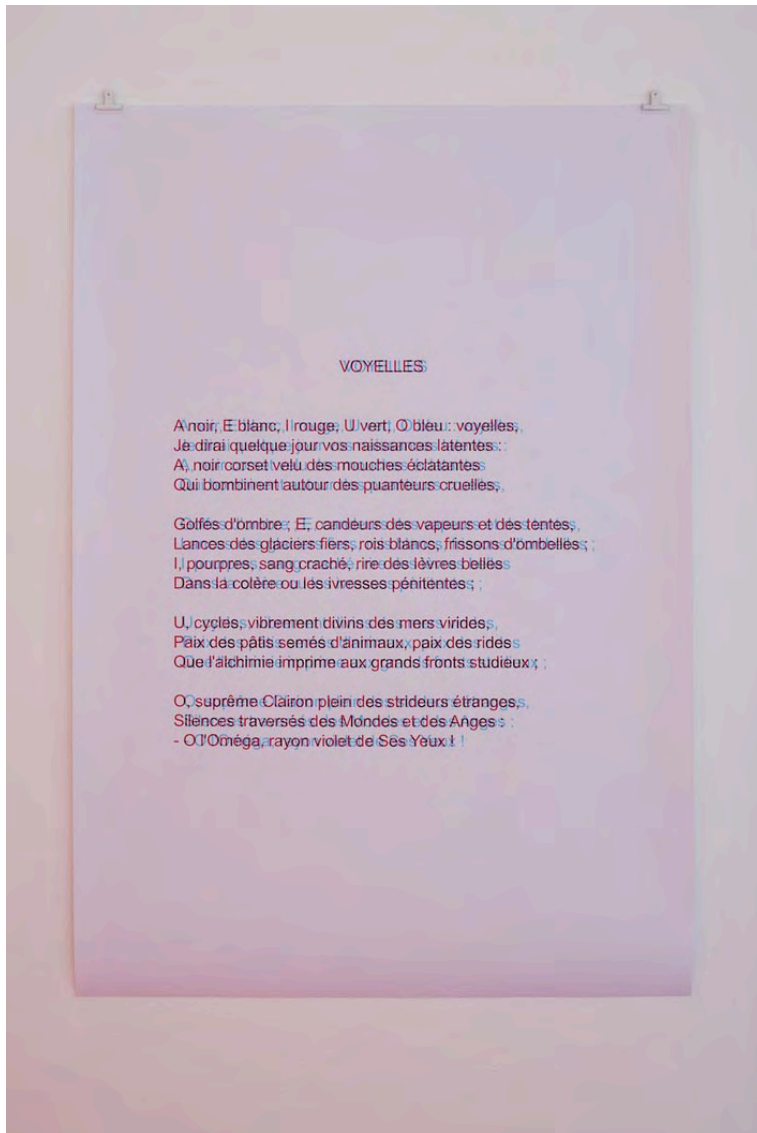 VOYELLES
A noir, E blanc, I rouge, U vert, O bleu : voyelles,
Je dirai quelque jour vos naissances latentes :
A, noir corset velu des mouches éclatantes
Qui bombinent autour des puanteurs cruelles,
Golfes d'ombre ; E, candeurs des vapeurs et des tentes,
Lances des glaciers fiers, rois blancs, frissons d'ombelles ;
I, pourpres, sang craché, rire des lèvres belles
Dans la colère ou les ivresses pénitentes ;
U, cycles, vibrement divins des mers virides,
Paix des pâtis semés d'animaux, paix des rides
Que l'alchimie imprime aux grands fronts studieux ;
O, suprême Clairon plein des strideurs étranges,
Silences traversés des Mondes et des Anges :
- O l'Oméga, rayon violet de Ses Yeux !